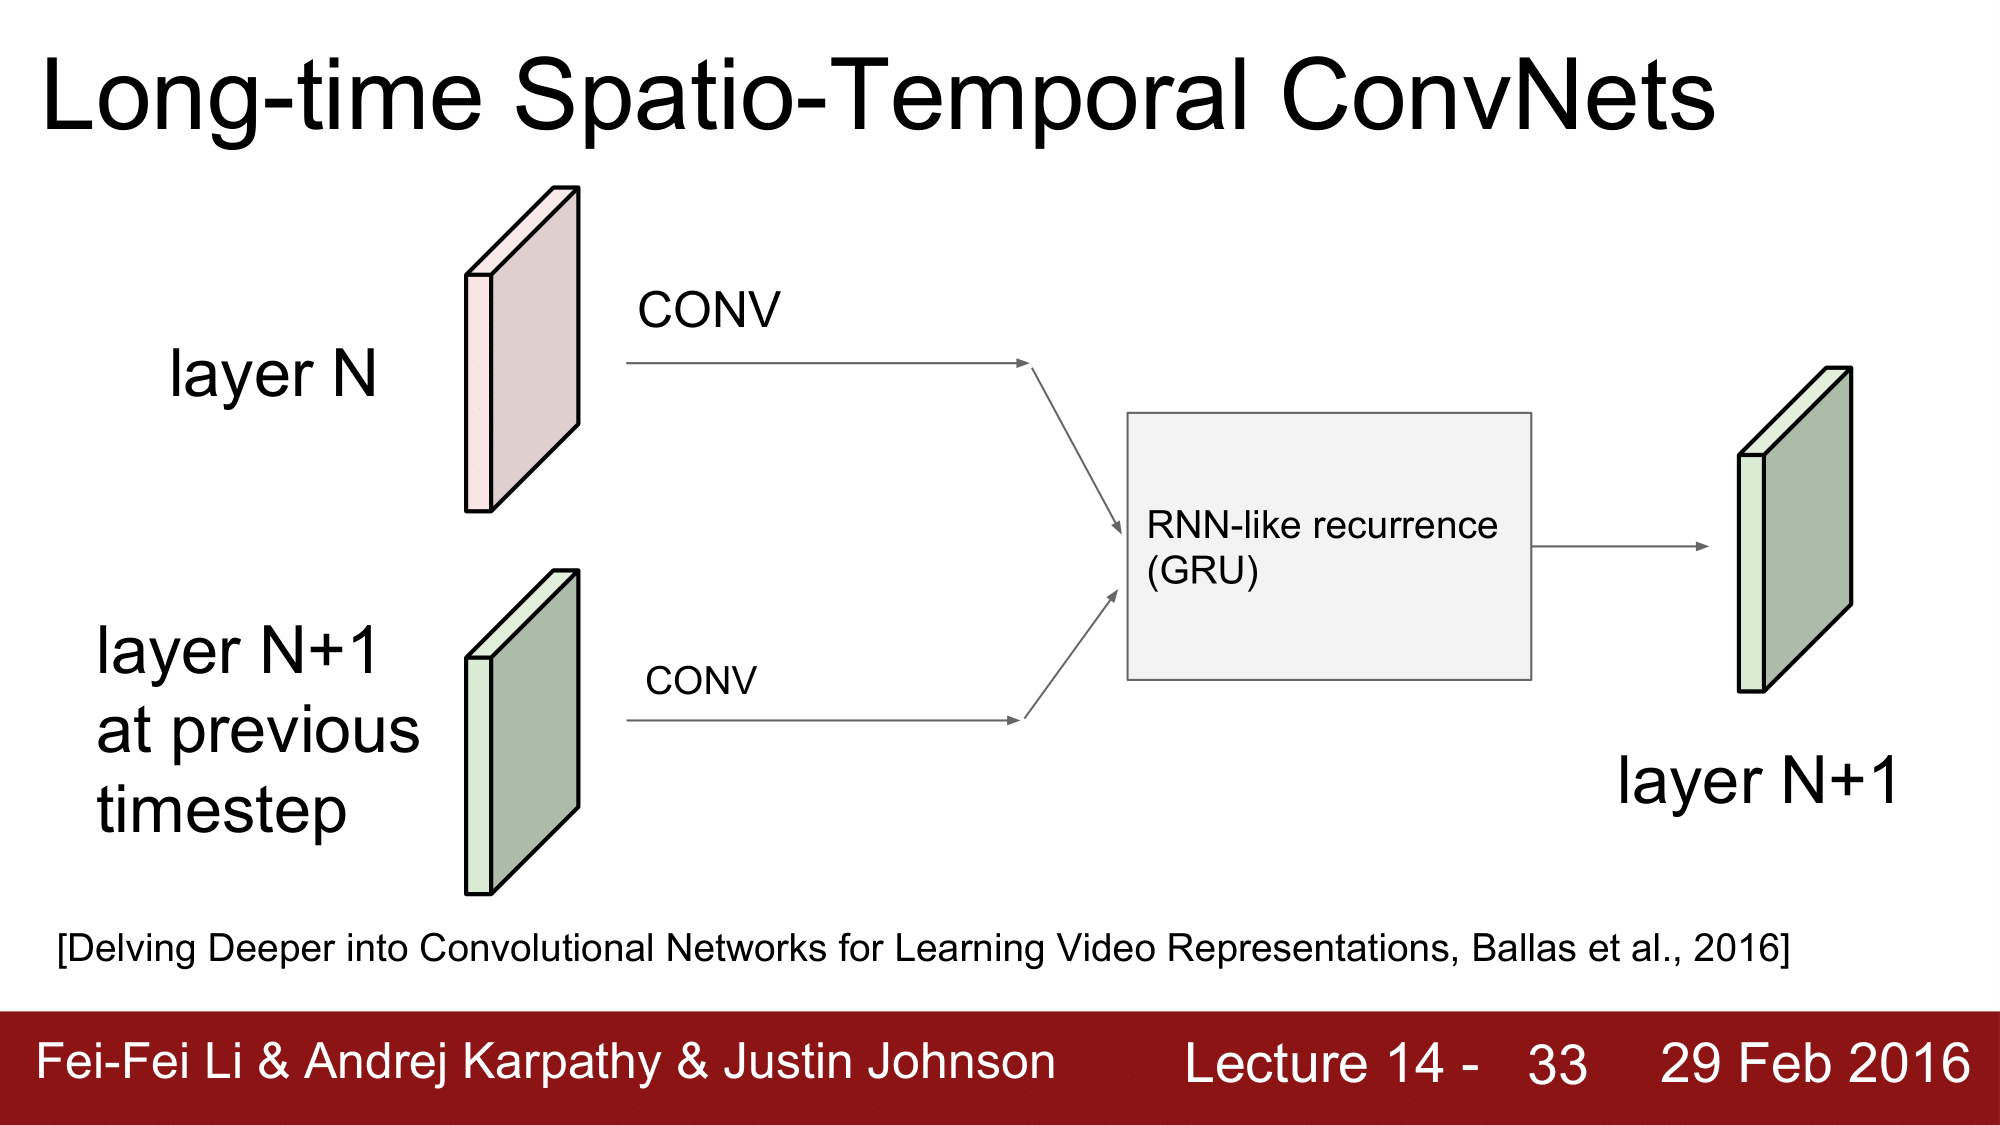 Long-time Spatio-Temporal ConvNets
CONV
layer N
RNN-like recurrence
(GRU)
layer N+1
at previous
timestep
CONV
layer N+1
[Delving Deeper into Convolutional Networks for Learning Video Representations, Ballas et al., 2016]
Fei-Fei Li & Andrej Karpathy & Justin Johnson Lecture 14 - 33 29 Feb 2016